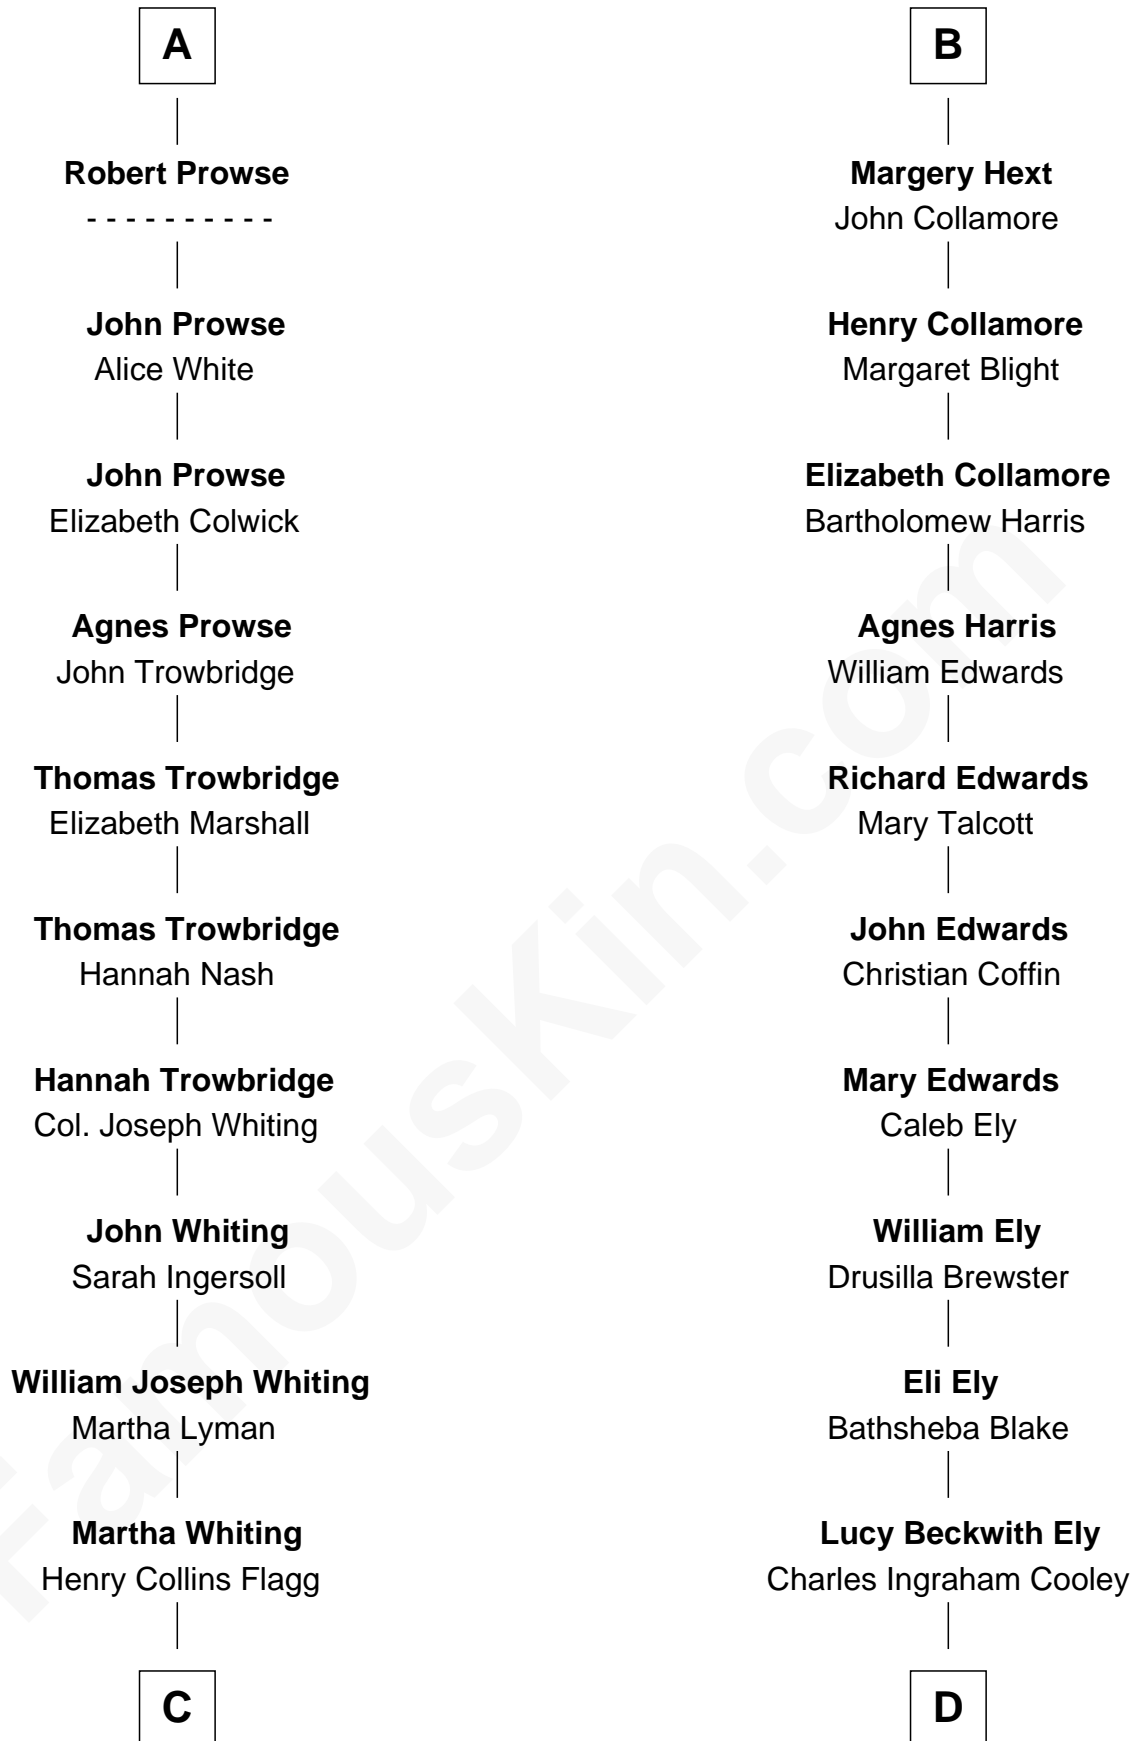 A
Robert Prowse
- - - - - - - - - -
John Prowse
Alice White
John Prowse
Elizabeth Colwick
Agnes Prowse
John Trowbridge
Thomas Trowbridge
Elizabeth Marshall
Thomas Trowbridge
Hannah Nash
Hannah Trowbridge
Col. Joseph Whiting
John Whiting
Sarah Ingersoll
William Joseph Whiting
Martha Lyman
Martha Whiting
Henry Collins Flagg
C
B
Margery Hext
John Collamore
Henry Collamore
Margaret Blight
Elizabeth Collamore
Bartholomew Harris
Agnes Harris
William Edwards
Richard Edwards
Mary Talcott
John Edwards
Christian Coffin
Mary Edwards
Caleb Ely
William Ely
Drusilla Brewster
Eli Ely
Bathsheba Blake
Lucy Beckwith Ely
Charles Ingraham Cooley
D
FamousKin.com